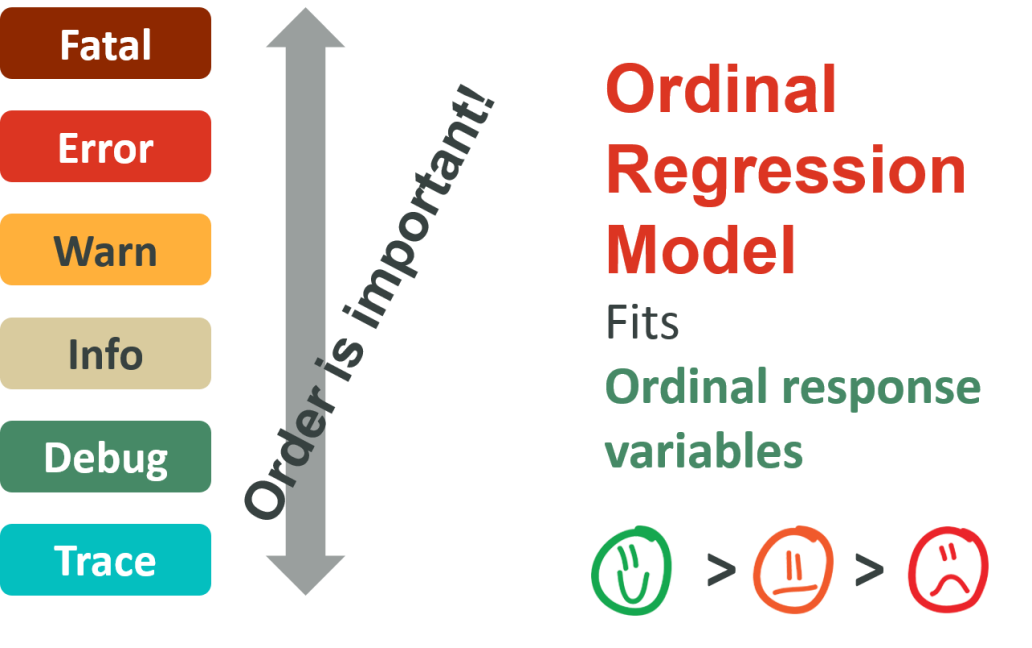 Fatal
Error
Warn
Info
Debug
Trace
Order is important!
Ordinal
Regression
Model
Fits
Ordinal response
variables
> >